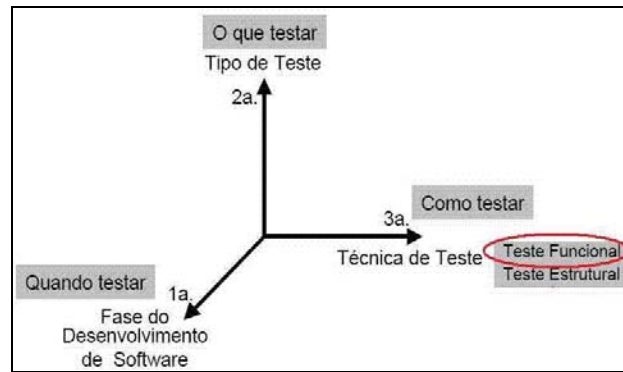 O que testar
Tipo de Teste
2a.
Como testar
3a.
Técnica de Teste
Teste Funcional
Teste Estrutural
Quando testar
1a.
Fase do
Desenvolvimento
de Software